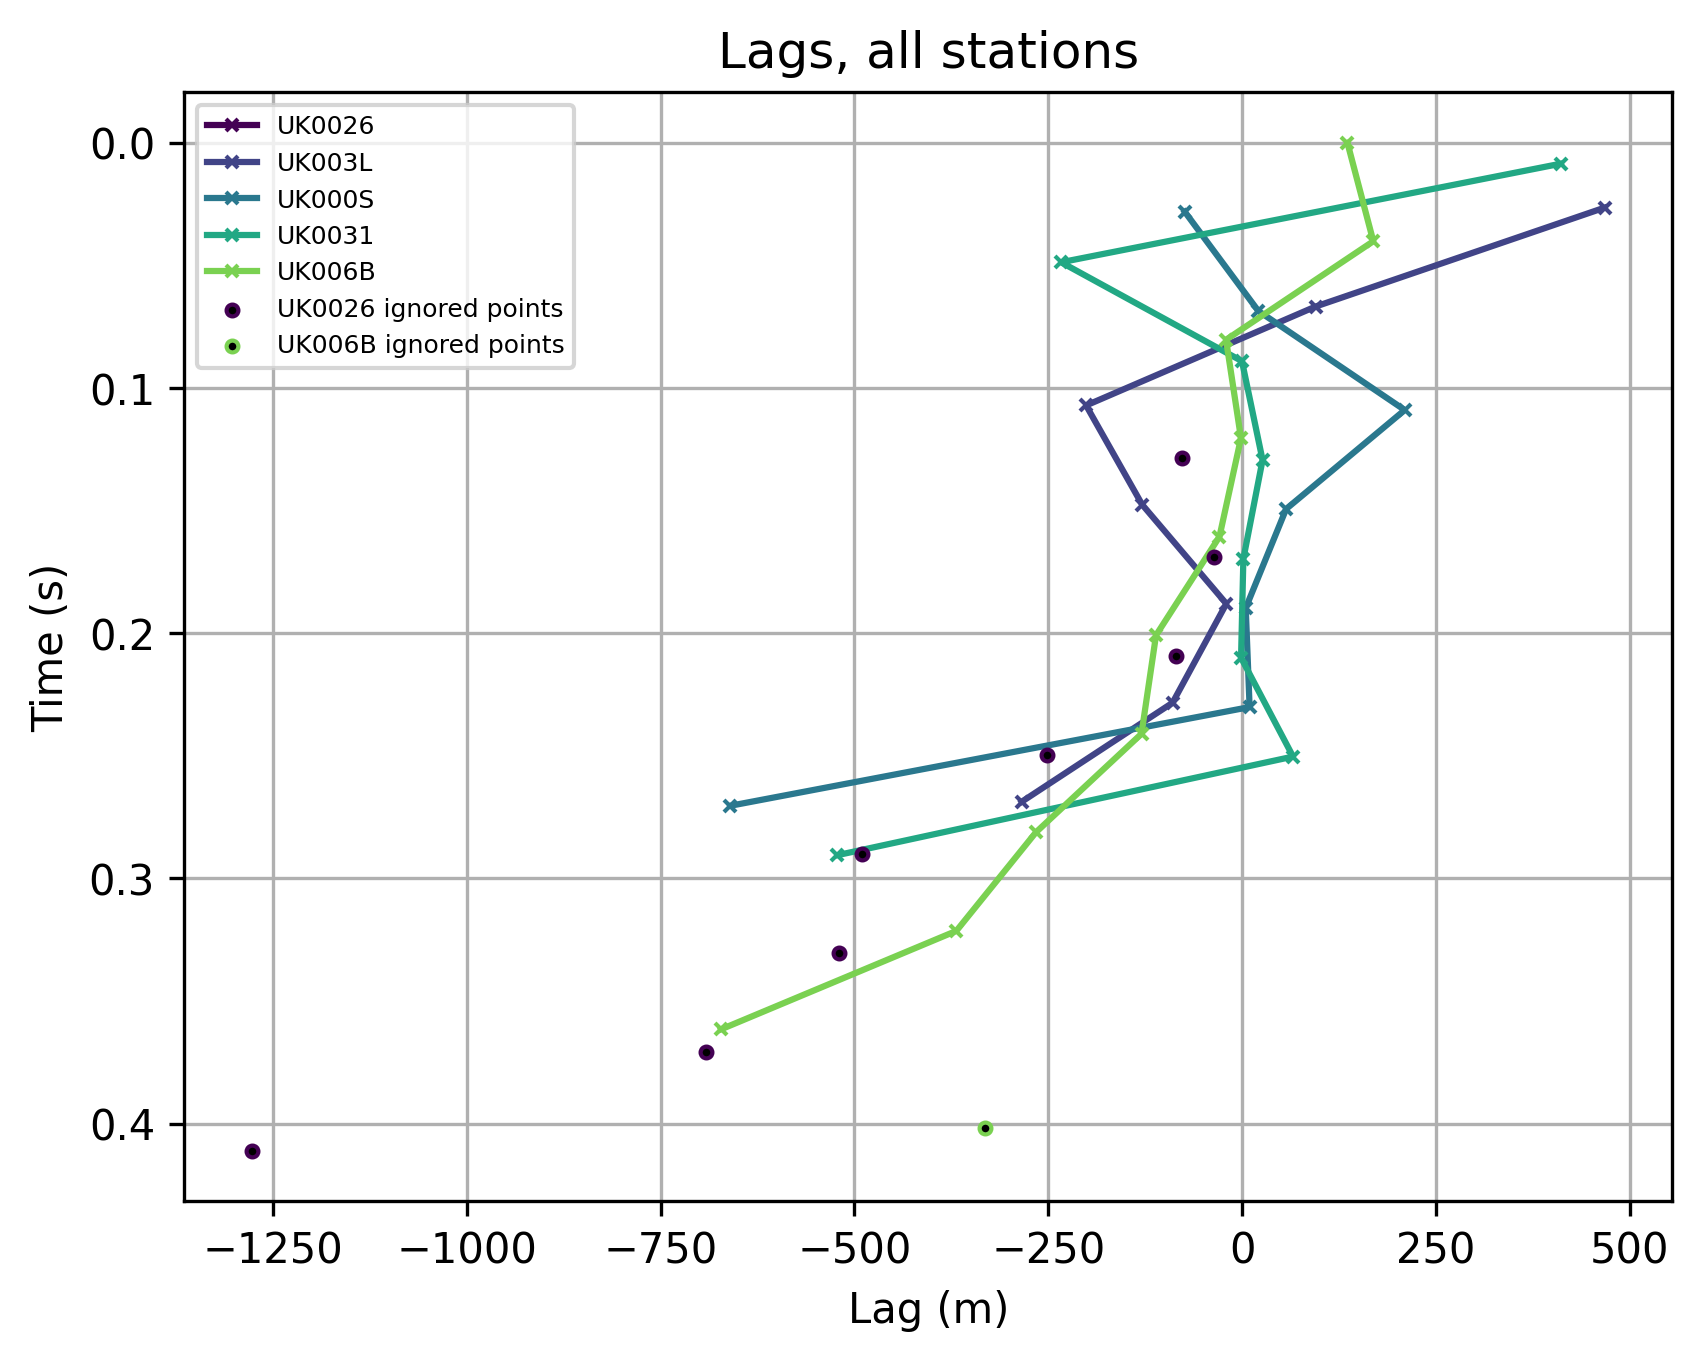 Lags, all stations
UK0026
UK003L
UK000S
UK0031
UK006B
UK0026 ignored points
UK006B ignored points
0.0
0.1
0.2
0.3
0.4
Time (s)
−1250 −1000 −750 −500 −250 0 250 500
Lag (m)